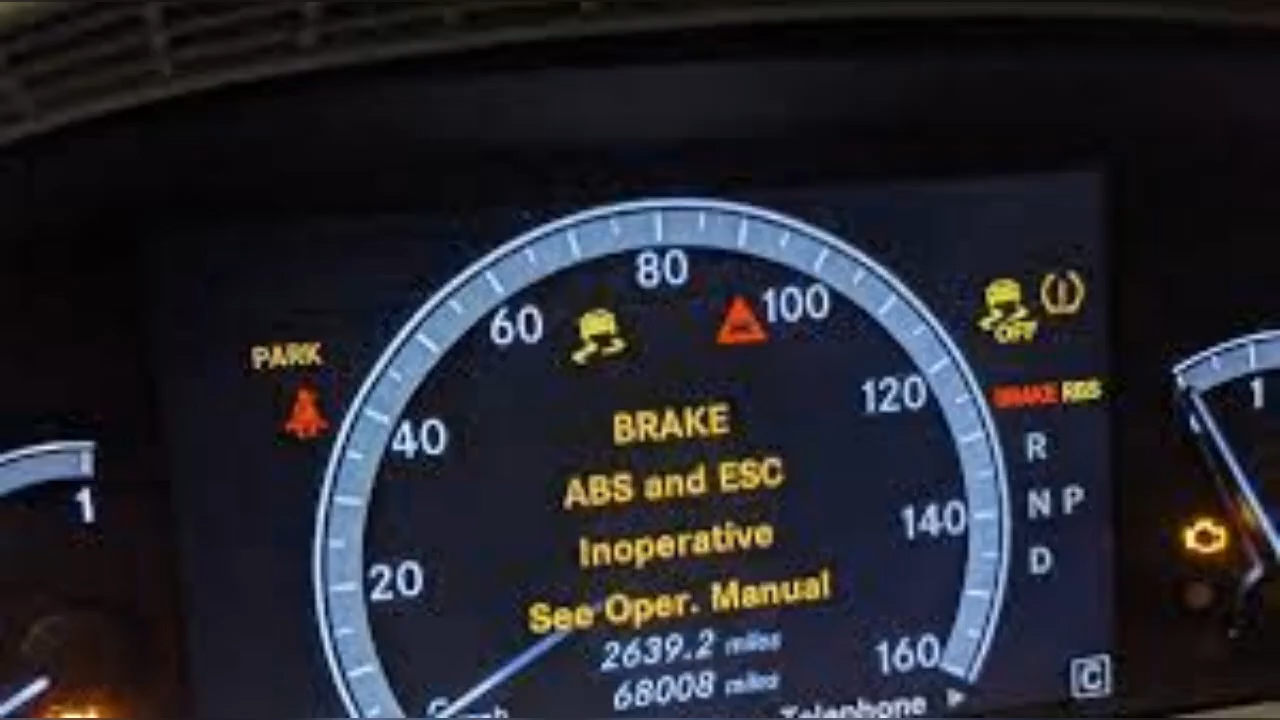 80
60
100
PARK
OFF
BRAKE RBS
120
40
BRAKE
ABS and ESC
Inoperative
See Oper. Manual
R
N P
D
1
1
140
20
2639.2 miles
68008 miles
160
Telephone
C